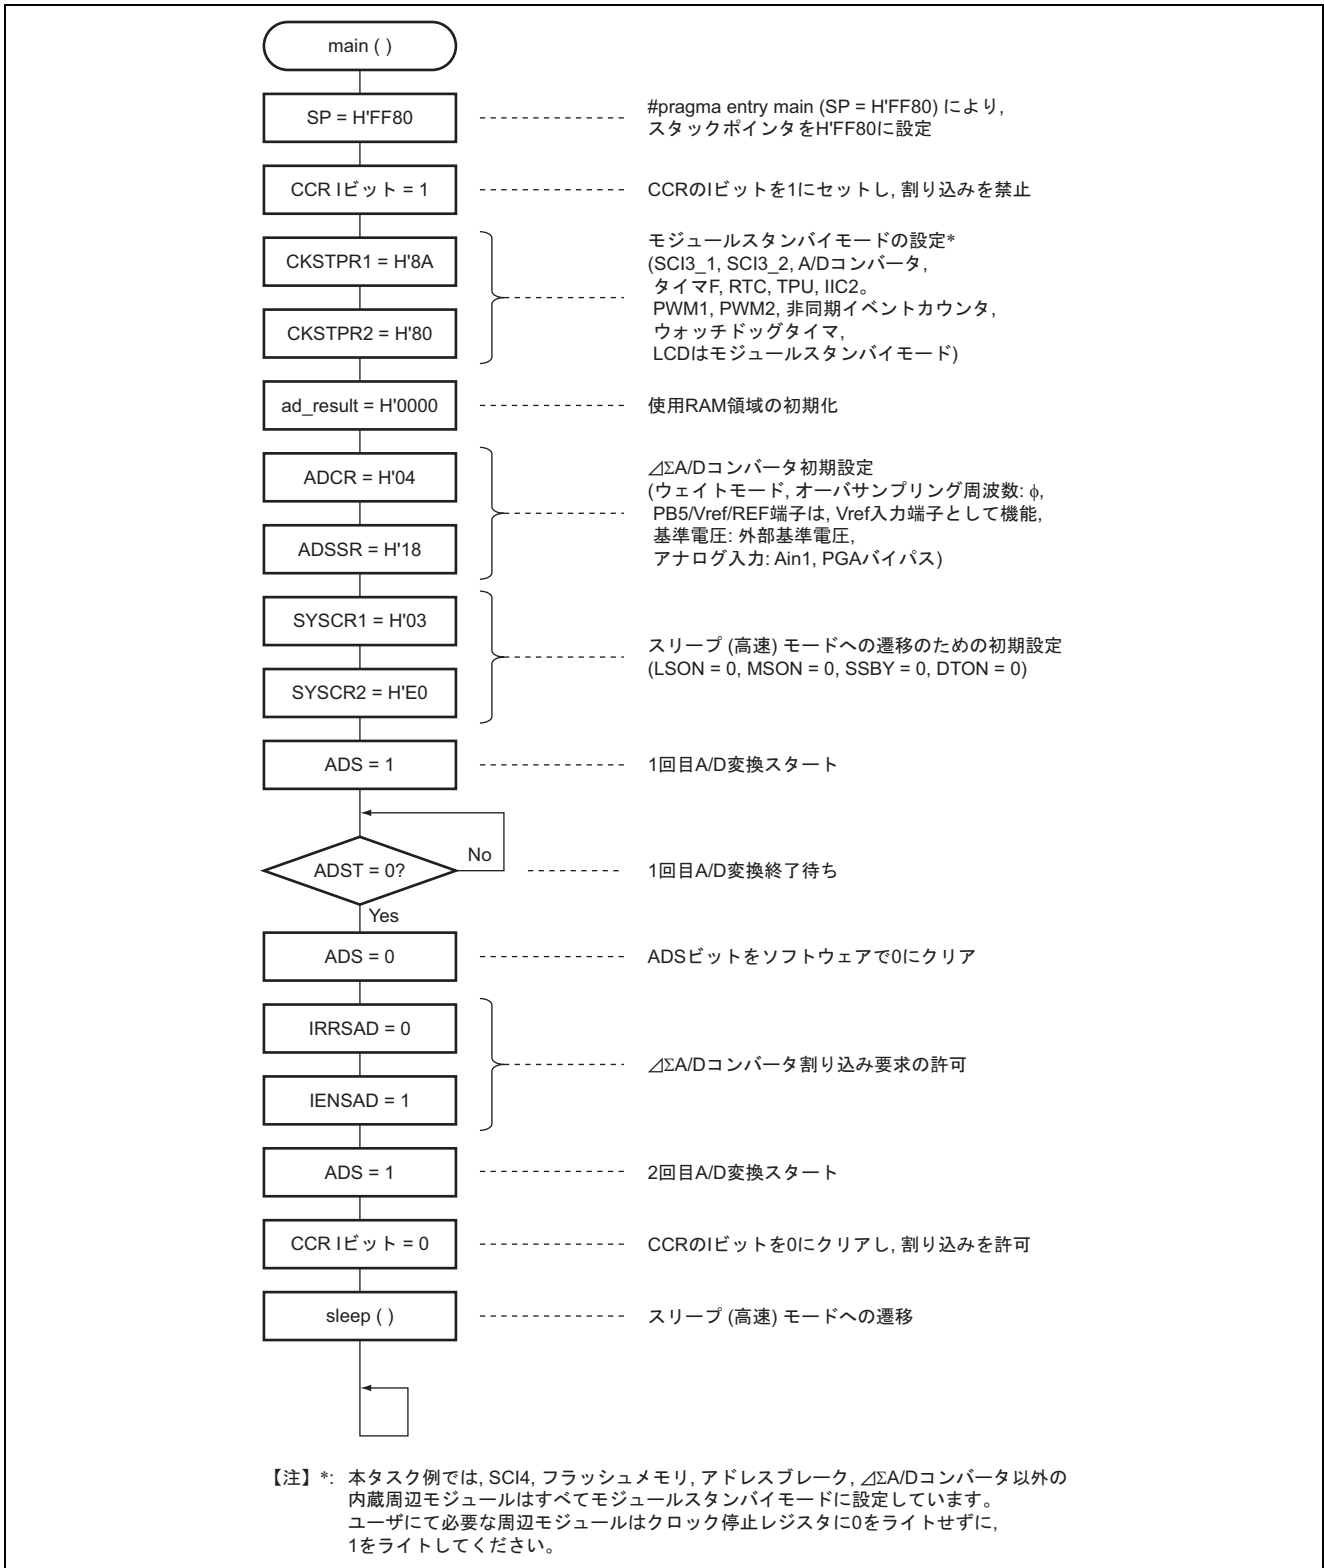 main ( )
SP = H'FF80
#pragma entry main (SP = H'FF80) により,
スタックポインタをH'FF80に設定
CCR Iビット = 1
CCRのIビットを1にセットし, 割り込みを禁止
CKSTPR1 = H'8A
CKSTPR2 = H'80
モジュールスタンバイモードの設定*
(SCI3_1, SCI3_2, A/Dコンバータ,
タイマF, RTC, TPU, IIC2。
PWM1, PWM2, 非同期イベントカウンタ,
ウォッチドッグタイマ,
LCDはモジュールスタンバイモード)
ad_result = H'0000
使用RAM領域の初期化
ADCR = H'04
ADSSR = H'18
⊿ΣA/Dコンバータ初期設定
(ウェイトモード, オーバサンプリング周波数: ϕ,
PB5/Vref/REF端子は, Vref入力端子として機能,
基準電圧: 外部基準電圧,
アナログ入力: Ain1, PGAバイパス)
SYSCR1 = H'03
SYSCR2 = H'E0
スリープ (高速) モードへの遷移のための初期設定
(LSON = 0, MSON = 0, SSBY = 0, DTON = 0)
ADS = 1
1回目A/D変換スタート
ADST = 0?
No
1回目A/D変換終了待ち
Yes
ADS = 0
ADSビットをソフトウェアで0にクリア
IRRSAD = 0
IENSAD = 1
⊿ΣA/Dコンバータ割り込み要求の許可
ADS = 1
2回目A/D変換スタート
CCR Iビット = 0
CCRのIビットを0にクリアし, 割り込みを許可
sleep ( )
スリープ (高速) モードへの遷移
【注】*: 本タスク例では, SCI4, フラッシュメモリ, アドレスブレーク, ⊿ΣA/Dコンバータ以外の
内蔵周辺モジュールはすべてモジュールスタンバイモードに設定しています。
ユーザにて必要な周辺モジュールはクロック停止レジスタに0をライトせずに,
1をライトしてください。